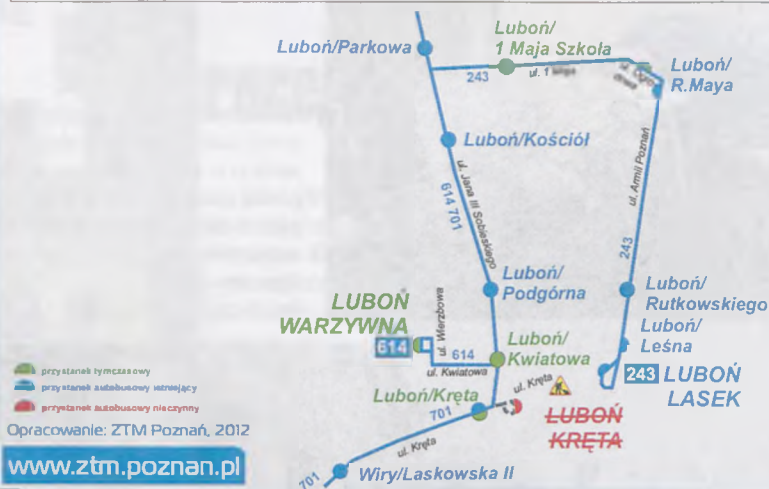 Luboń/Parkowa
Luboń/
1 Maja Szkoła
Luboń/
R.Maya
243
ul. 1 Maja
Luboń/Kościół
ul. Jana III Sobieskiego
614 701
ul. Armii Poznań
243
Luboń/
Podgórna
Luboń/
Rutkowskiego
LUBOŃ
WARZYWNA
ul. Wierzbowa
614
614
ul. Kwiatowa
Luboń/
Kwiatowa
Luboń/
Leśna
243 LUBOŃ
LASEK
Luboń/Kręta
ul. Kręta
701
LUBOŃ
KRĘTA
ul. Kręta
701
Wiry/Laskowska II
przystanek tymczasowy
przystanek autobusowy istniejący
przystanek autobusowy nieczynny
Opracowanie: ZTM Poznań, 2012
www.ztm.poznan.pl